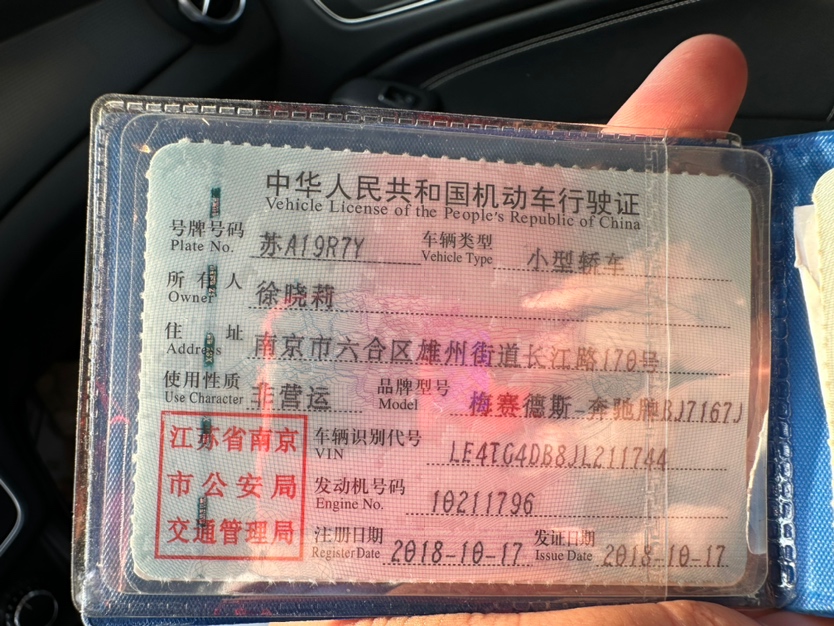 中华人民共和国机动车行驶证
Vehicle License of the People's Republic of China
号牌号码 苏A19R7Y 车辆类型 小型轿车
Plate No. Vehicle Type
所有人 徐晓莉
Owner
住址 南京市六合区雄州街道长江路170号
Address
使用性质 非营运 品牌型号 梅赛德斯-奔驰牌BJ7167J
Use Character Model
江苏省南京
市公安局
交通管理局
车辆识别代号 LE4TG4DB8JL211744
VIN
发动机号码 10211796
Engine No.
注册日期 2018-10-17 发证日期 2018-10-17
Register Date Issue Date